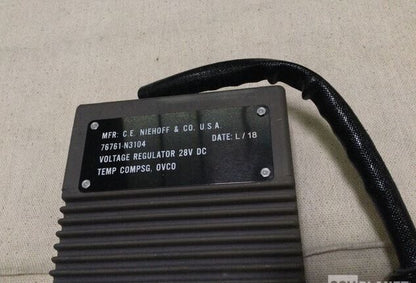 MFR: C.E. NIEHOFF & CO. U.S.A.
76761-N3104 DATE: L / 18
VOLTAGE REGULATOR 28V DC
TEMP COMPSG, OVCO